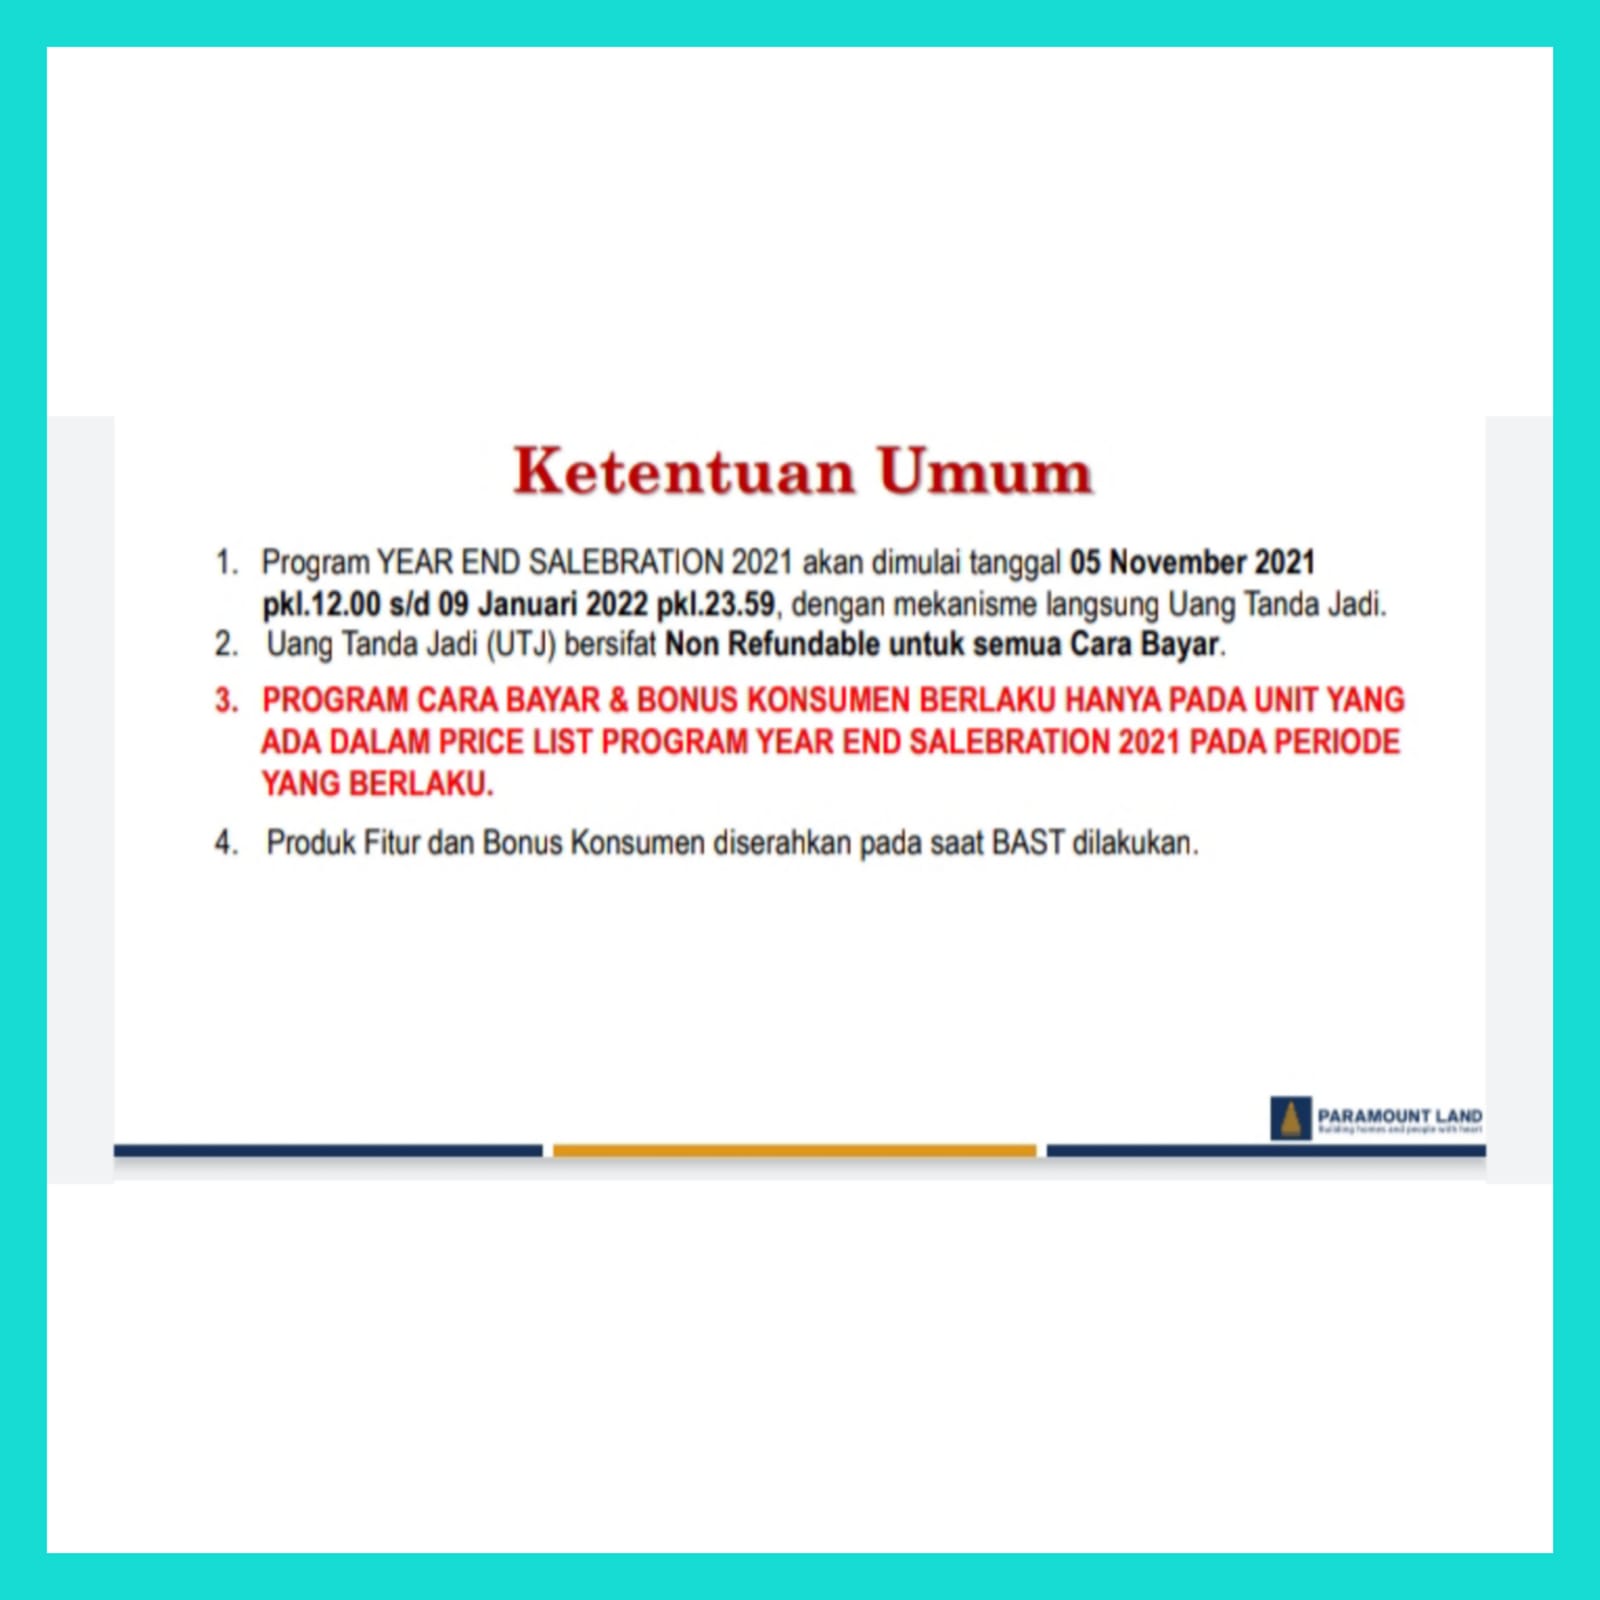 Ketentuan Umum
1. Program YEAR END SALEBRATION 2021 akan dimulai tanggal 05 November 2021
pkl.12.00 s/d 09 Januari 2022 pkl.23.59, dengan mekanisme langsung Uang Tanda Jadi.
2. Uang Tanda Jadi (UTJ) bersifat Non Refundable untuk semua Cara Bayar.
3. PROGRAM CARA BAYAR & BONUS KONSUMEN BERLAKU HANYA PADA UNIT YANG
ADA DALAM PRICE LIST PROGRAM YEAR END SALEBRATION 2021 PADA PERIODE
YANG BERLAKU.
4. Produk Fitur dan Bonus Konsumen diserahkan pada saat BAST dilakukan.
PARAMOUNT LAND
Building homes and people with heart